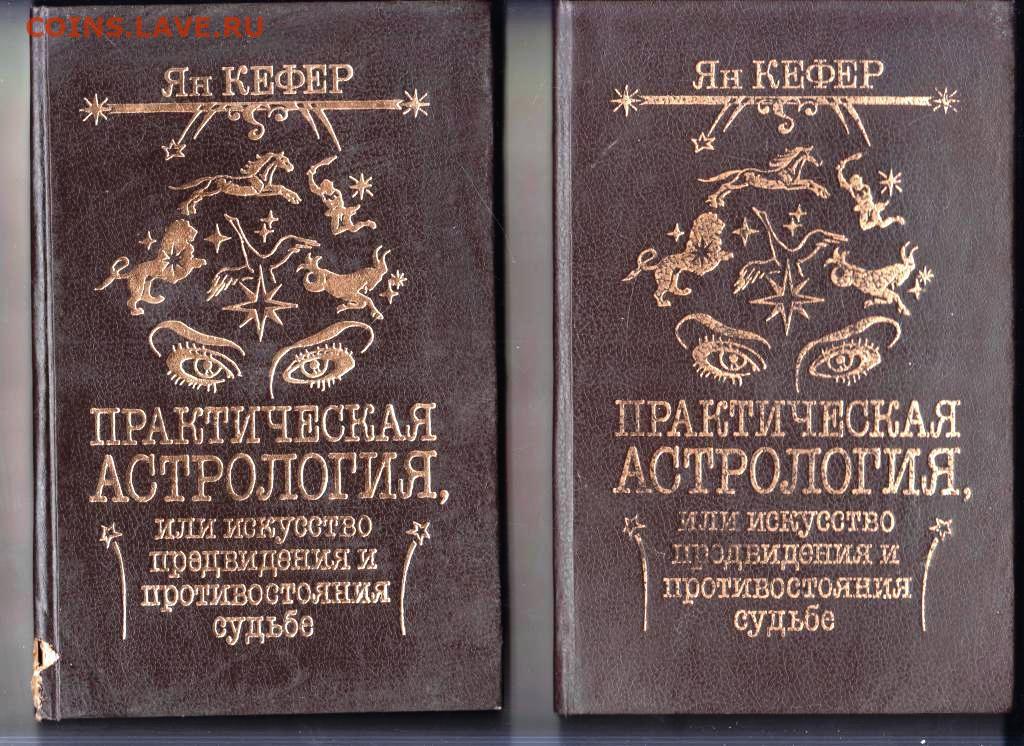 COINS.LAVE.RU
Ян КЕФЕР
ПРАКТИЧЕСКАЯ
АСТРОЛОГИЯ,
или искусство
предвидения и
противостояния
судьбе
Ян КЕФЕР
ПРАКТИЧЕСКАЯ
АСТРОЛОГИЯ,
или искусство
предвидения и
противостояния
судьбе